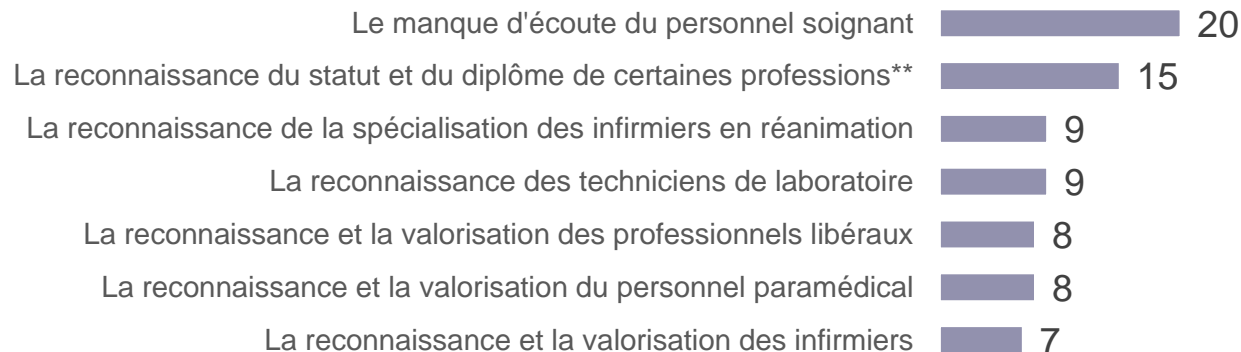 Le manque d'écoute du personnel soignant 20
La reconnaissance du statut et du diplôme de certaines professions** 15
La reconnaissance de la spécialisation des infirmiers en réanimation 9
La reconnaissance des techniciens de laboratoire 9
La reconnaissance et la valorisation des professionnels libéraux 8
La reconnaissance et la valorisation du personnel paramédical 8
La reconnaissance et la valorisation des infirmiers 7